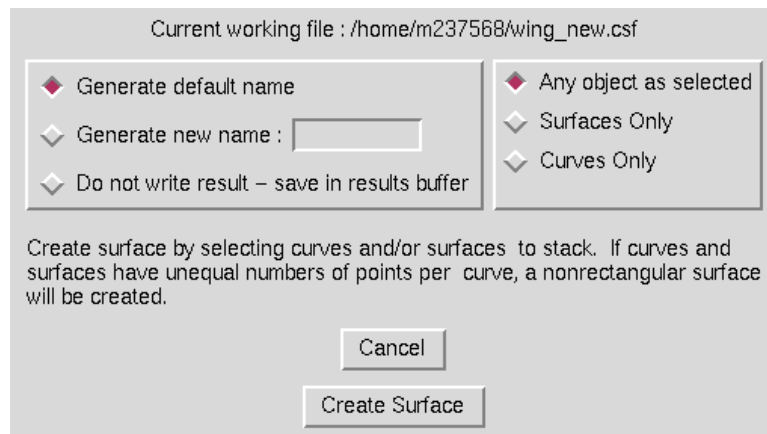 Current working file : /home/m237568/wing_new.csf
Generate default name
Generate new name :
Do not write result – save in results buffer
Any object as selected
Surfaces Only
Curves Only
Create surface by selecting curves and/or surfaces to stack. If curves and
surfaces have unequal numbers of points per curve, a nonrectangular surface
will be created.
Cancel
Create Surface